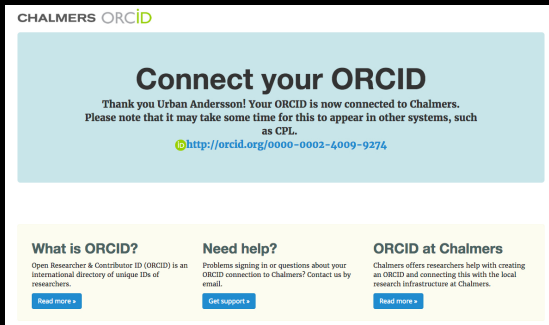 CHALMERS ORCID
Connect your ORCID
Thank you Urban Andersson! Your ORCID is now connected to Chalmers.
Please note that it may take some time for this to appear in other systems, such
as CPL.
iD http://orcid.org/0000-0002-4009-9274
What is ORCID?
Open Researcher & Contributor ID (ORCID) is an
international directory of unique IDs of
researchers.
Read more »
Need help?
Problems signing in or questions about your
ORCID connection to Chalmers? Contact us by
email.
Get support »
ORCID at Chalmers
Chalmers offers researchers help with creating
an ORCID and connecting this with the local
research infrastructure at Chalmers.
Read more »